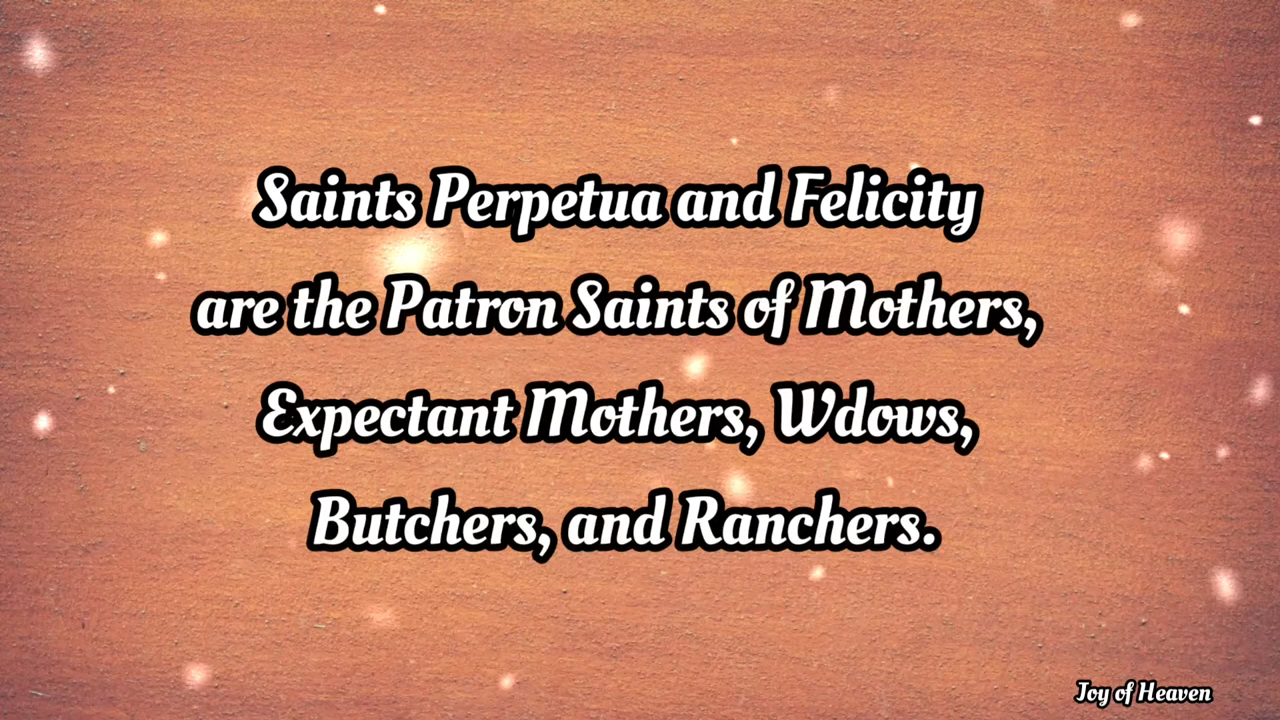 Saints Perpetua and Felicity
are the Patron Saints of Mothers,
Expectant Mothers, Wdows,
Butchers, and Ranchers.
Joy of Heaven